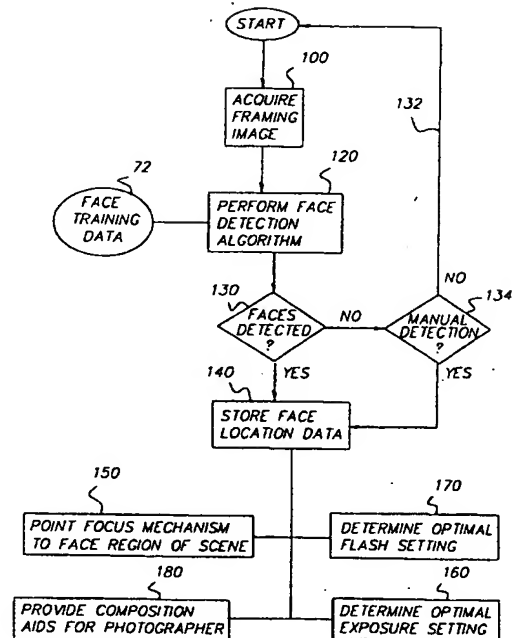 START
100
ACQUIRE
FRAMING
IMAGE
132
72
FACE
TRAINING
DATA
120
PERFORM FACE
DETECTION
ALGORITHM
130
FACES
DETECTED
?
NO
NO
134
MANUAL
DETECTION
?
YES
YES
140
STORE FACE
LOCATION DATA
150
POINT FOCUS MECHANISM
TO FACE REGION OF SCENE
170
DETERMINE OPTIMAL
FLASH SETTING
180
PROVIDE COMPOSITION
AIDS FOR PHOTOGRAPHER
160
DETERMINE OPTIMAL
EXPOSURE SETTING